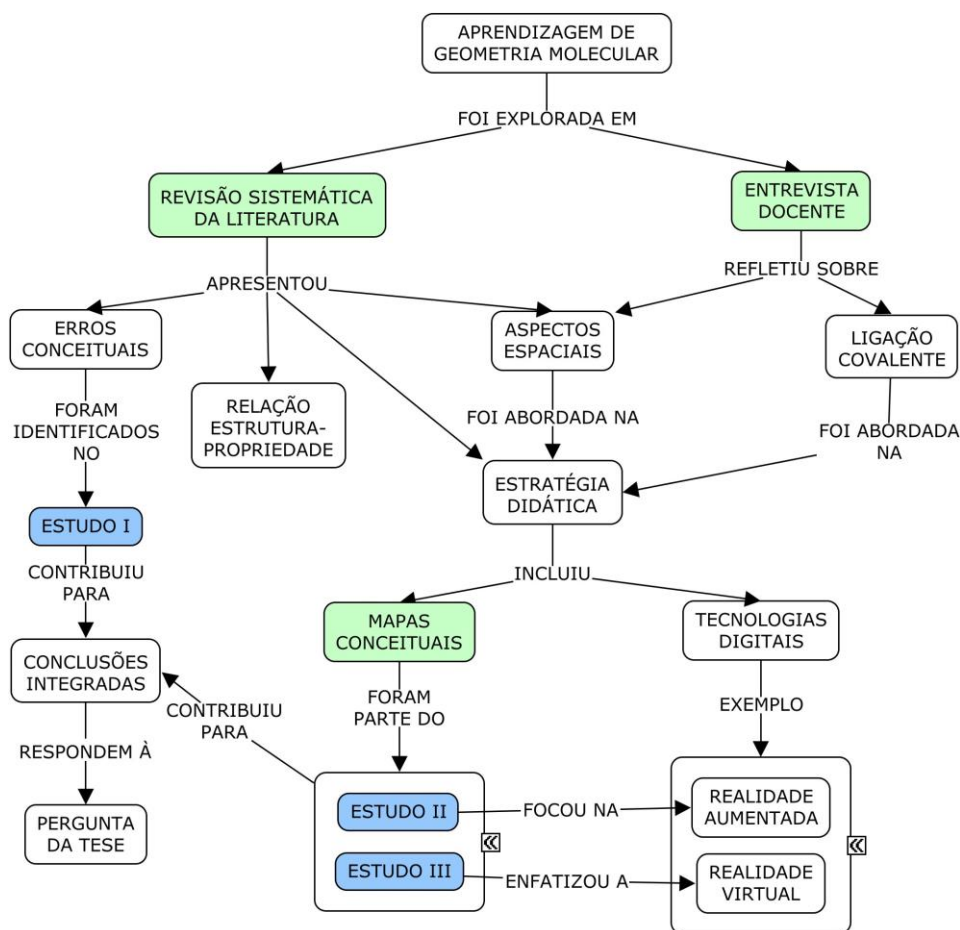 APRENDIZAGEM DE
GEOMETRIA MOLECULAR
FOI EXPLORADA EM
REVISÃO SISTEMÁTICA
DA LITERATURA
ENTREVISTA
DOCENTE
APRESENTOU
REFLETIU SOBRE
ERROS
CONCEITUAIS
ASPECTOS
ESPACIAIS
LIGAÇÃO
COVALENTE
RELAÇÃO
ESTRUTURA-
PROPRIEDADE
FORAM
IDENTIFICADOS
NO
FOI ABORDADA NA
FOI ABORDADA
NA
ESTRATÉGIA
DIDÁTICA
ESTUDO I
CONTRIBUIU
PARA
INCLUIU
MAPAS
CONCEITUAIS
TECNOLOGIAS
DIGITAIS
CONCLUSÕES
INTEGRADAS
CONTRIBUIU
PARA
FORAM
PARTE DO
EXEMPLO
RESPONDEM À
PERGUNTA
DA TESE
ESTUDO II
FOCOU NA
REALIDADE
AUMENTADA
ESTUDO III
ENFATIZOU A
REALIDADE
VIRTUAL